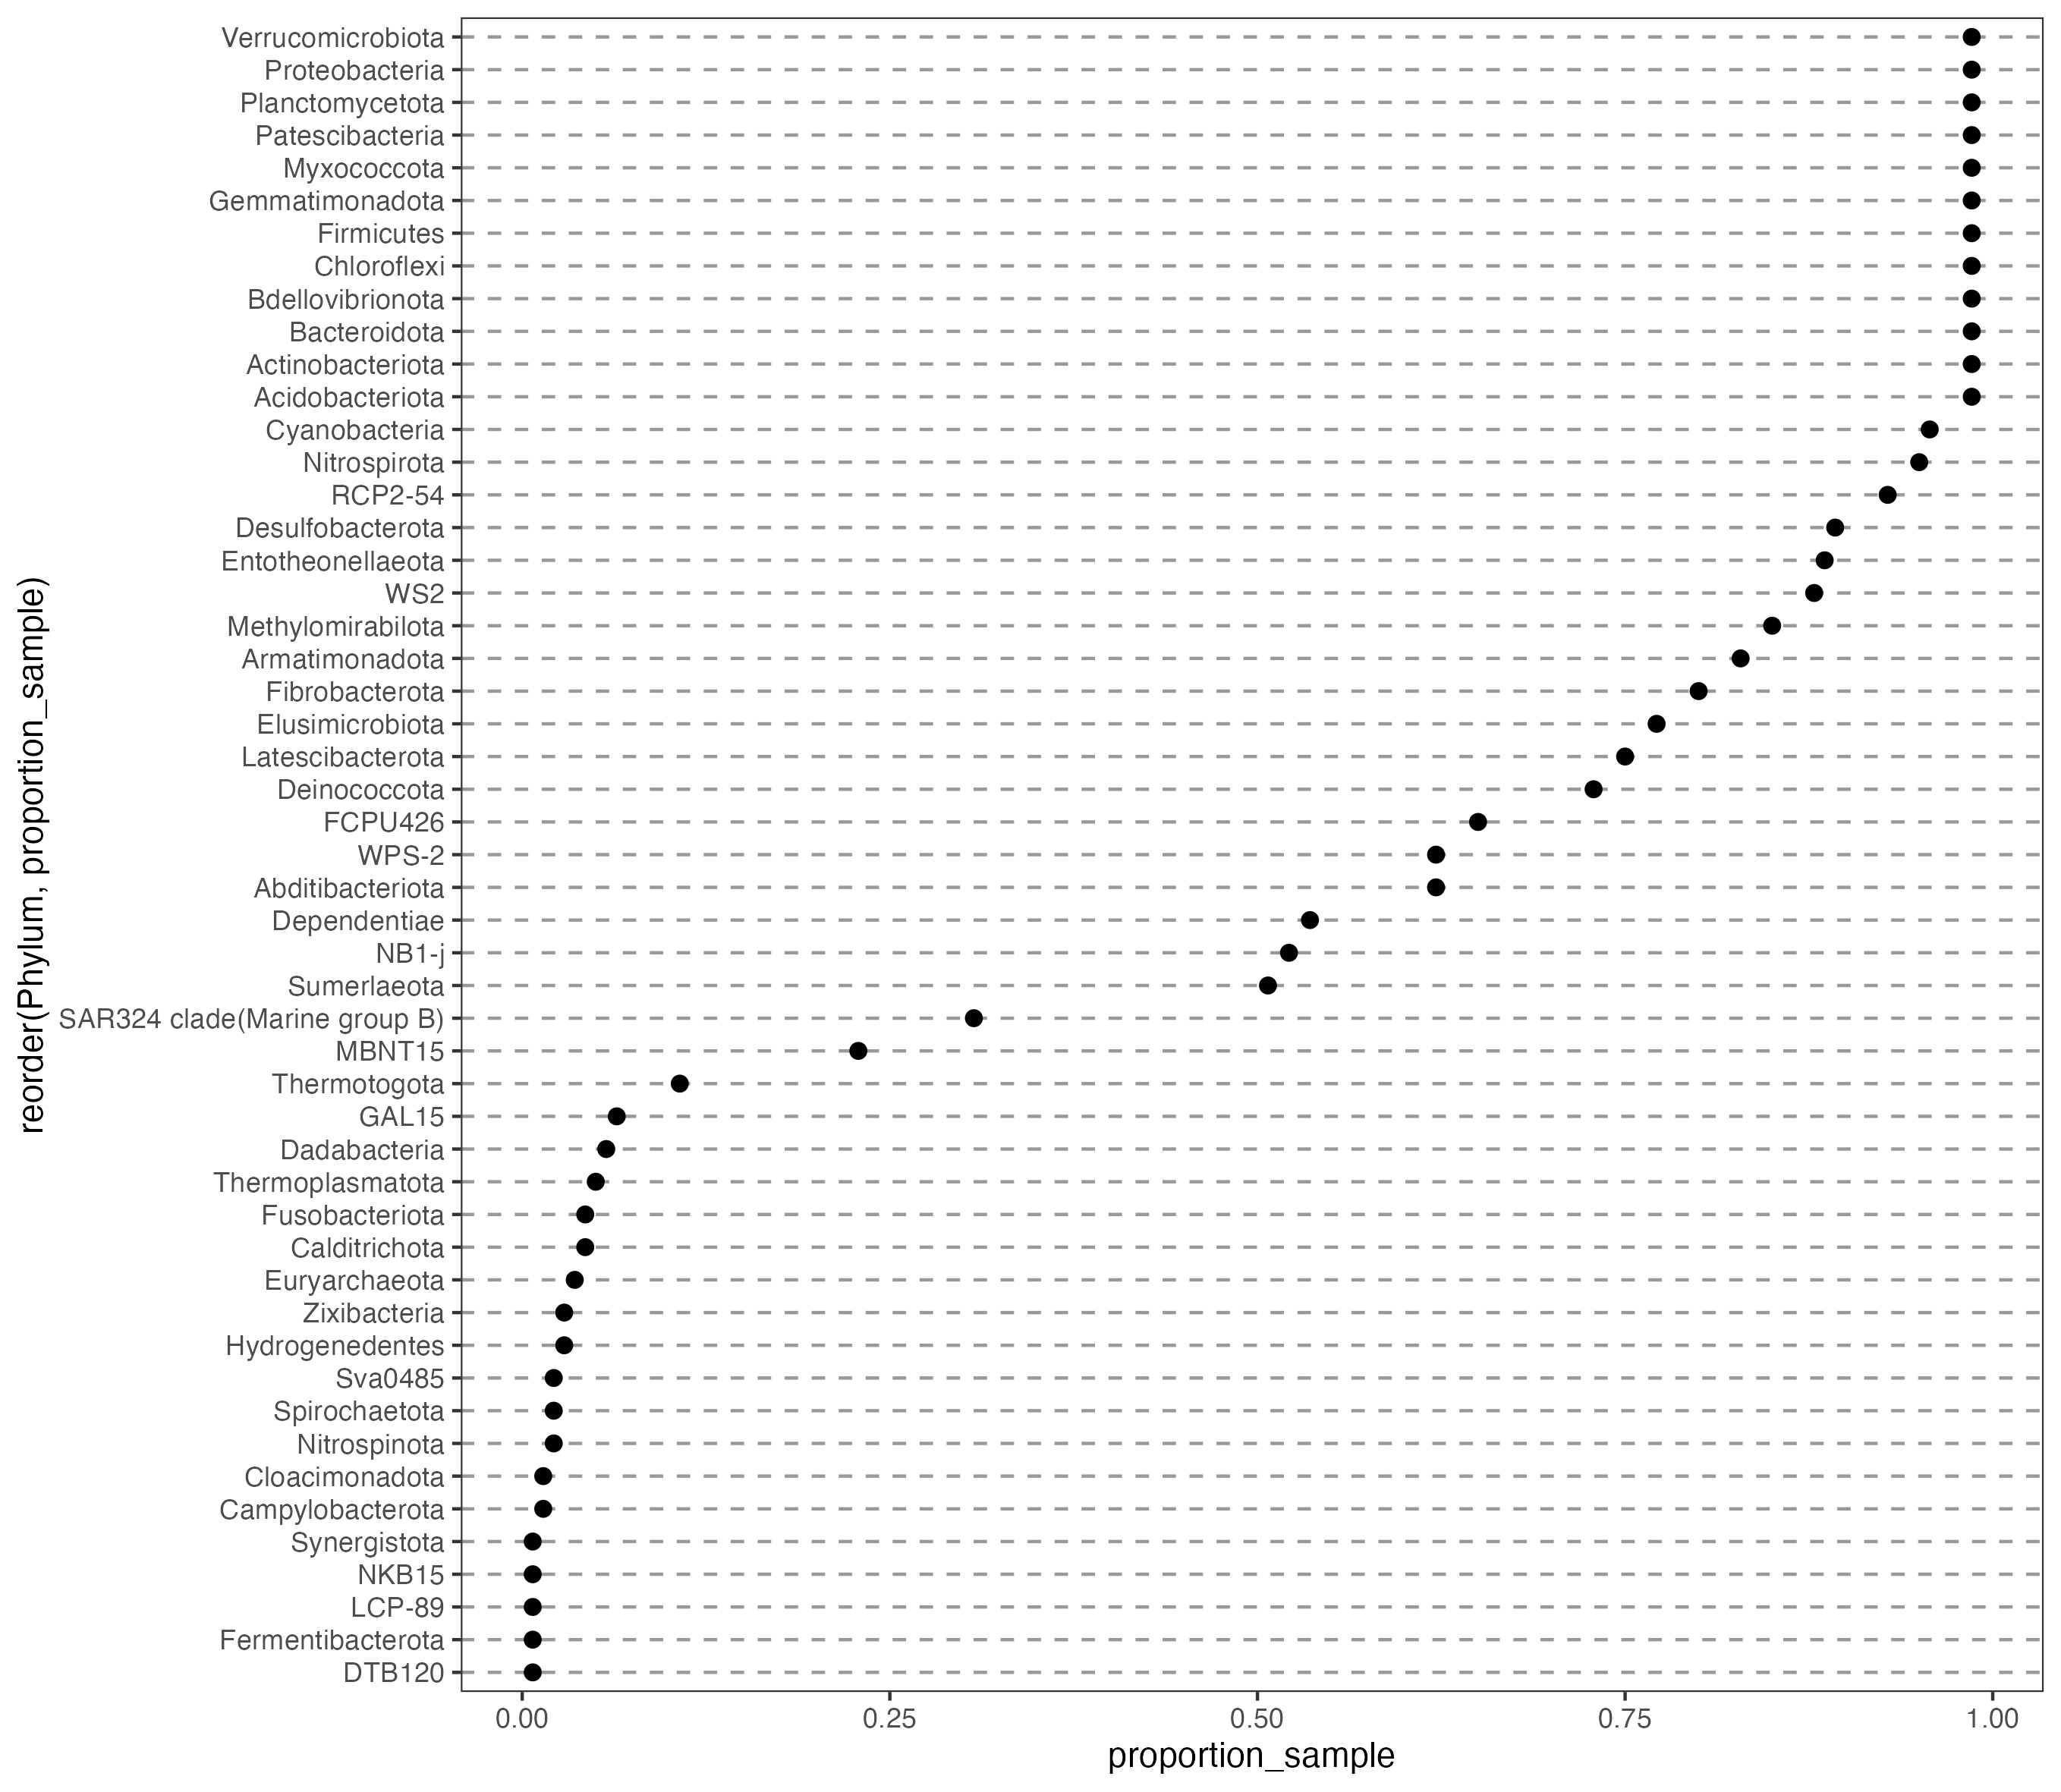 Verrucomicrobiota
Proteobacteria
Planctomycetota
Patescibacteria
Myxococcota
Gemmatimonadota
Firmicutes
Chloroflexi
Bdellovibrionota
Bacteroidota
Actinobacteriota
Acidobacteriota
Cyanobacteria
Nitrospirota
RCP2-54
Desulfobacterota
Entotheonellaeota
WS2
Methylomirabilota
Armatimonadota
Fibrobacterota
Elusimicrobiota
Latescibacterota
Deinococcota
FCPU426
WPS-2
Abditibacteriota
Dependentiae
NB1-j
Sumerlaeota
SAR324 clade(Marine group B)
MBNT15
Thermotogota
GAL15
Dadabacteria
Thermoplasmatota
Fusobacteriota
Calditrichota
Euryarchaeota
Zixibacteria
Hydrogenedentes
Sva0485
Spirochaetota
Nitrospinota
Cloacimonadota
Campylobacterota
Synergistota
NKB15
LCP-89
Fermentibacterota
DTB120
reorder(Phylum, proportion_sample)
0.00 0.25 0.50 0.75 1.00
proportion_sample